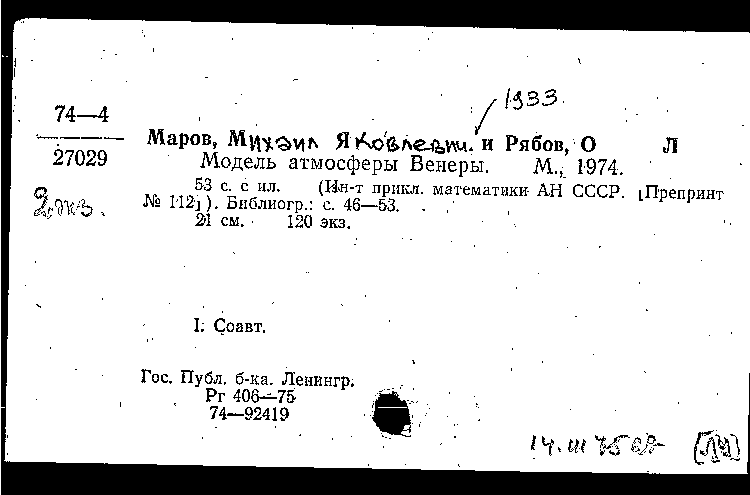 1933
74—4
27029
Маров, Михаил Яковлевич. и Рябов, О Л
Модель атмосферы Венеры. М., 1974.
53 с. с ил. (Ин-т прикл. математики АН СССР. [Препринт
№ 112] ). Библиогр.: с. 46—53.
2 экз.
21 см. 120 экз.
I. Соавт.
Гос. Публ. б-ка. Ленингр.
Рг 406—75
74—92419
14.III 75